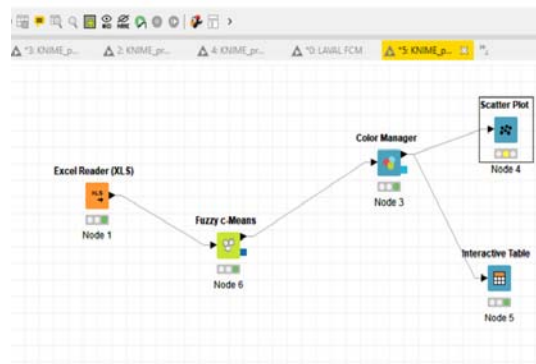 *3: KNIME_p...
2: KNIME_pr...
4: KNIME_pr...
*0: LAVAL FCM
*5: KNIME_p...
Scatter Plot
Node 4
Color Manager
Node 3
Excel Reader (XLS)
XLS
Node 1
Fuzzy c-Means
Node 6
Interactive Table
Node 5